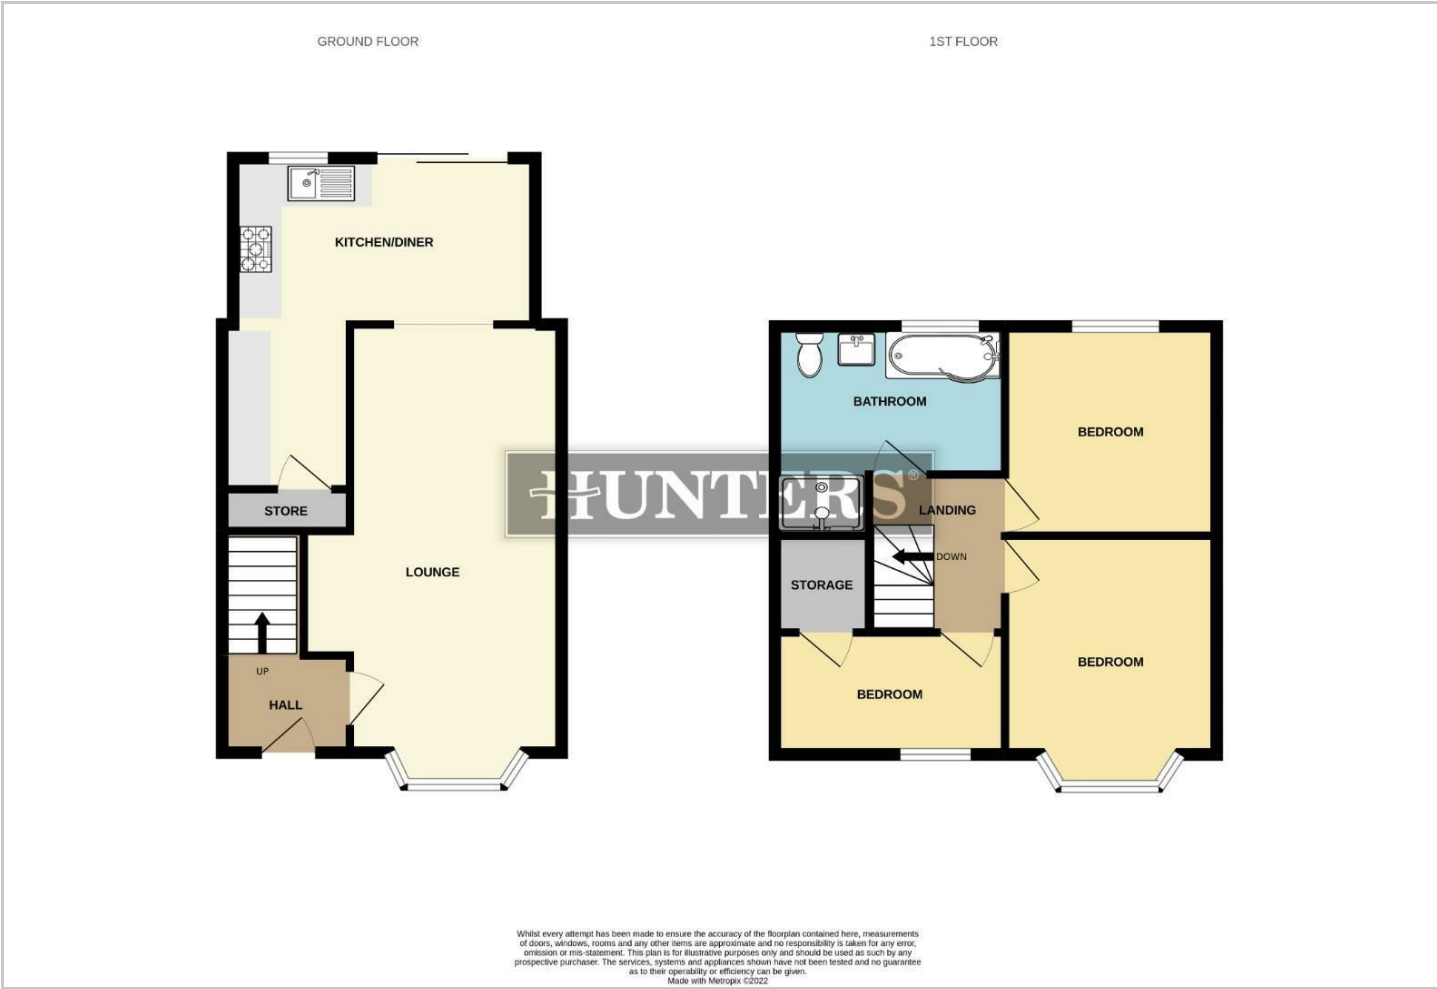 GROUND FLOOR
1ST FLOOR
KITCHEN/DINER
STORE
LOUNGE
UP
HALL
BATHROOM
BEDROOM
HUNTERS®
LANDING
DOWN
STORAGE
BEDROOM
BEDROOM
Whilst every attempt has been made to ensure the accuracy of the floorplan contained here, measurements
of doors, windows, rooms and any other items are approximate and no responsibility is taken for any error,
omission or mis-statement. This plan is for illustrative purposes only and should be used as such by any
prospective purchaser. The services, systems and appliances shown have not been tested and no guarantee
as to their operability or efficiency can be given.
Made with Metropix ©2022